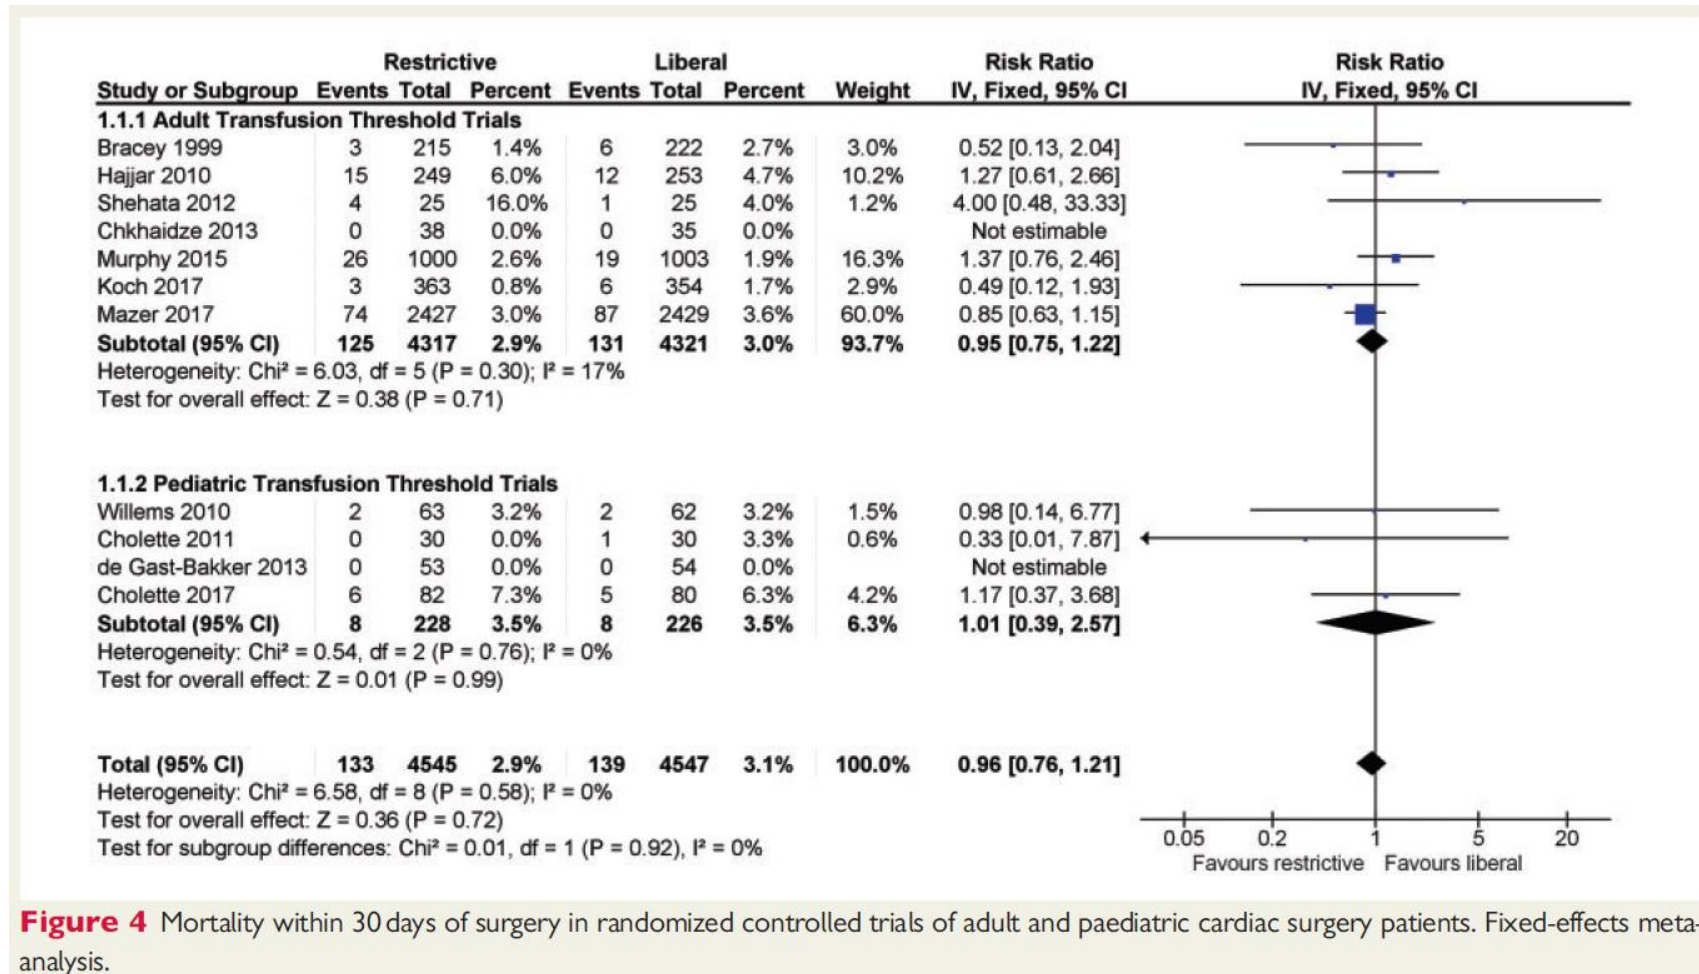 Restrictive Liberal Risk Ratio Risk Ratio
Study or Subgroup Events Total Percent Events Total Percent Weight IV, Fixed, 95% CI IV, Fixed, 95% CI
1.1.1 Adult Transfusion Threshold Trials
Bracey 1999 3 215 1.4% 6 222 2.7% 3.0% 0.52 [0.13, 2.04]
Hajjar 2010 15 249 6.0% 12 253 4.7% 10.2% 1.27 [0.61, 2.66]
Shehata 2012 4 25 16.0% 1 25 4.0% 1.2% 4.00 [0.48, 33.33]
Chkhaidze 2013 0 38 0.0% 0 35 0.0% Not estimable
Murphy 2015 26 1000 2.6% 19 1003 1.9% 16.3% 1.37 [0.76, 2.46]
Koch 2017 3 363 0.8% 6 354 1.7% 2.9% 0.49 [0.12, 1.93]
Mazer 2017 74 2427 3.0% 87 2429 3.6% 60.0% 0.85 [0.63, 1.15]
Subtotal (95% CI) 125 4317 2.9% 131 4321 3.0% 93.7% 0.95 [0.75, 1.22]
Heterogeneity: Chi² = 6.03, df = 5 (P = 0.30); I² = 17%
Test for overall effect: Z = 0.38 (P = 0.71)
1.1.2 Pediatric Transfusion Threshold Trials
Willems 2010 2 63 3.2% 2 62 3.2% 1.5% 0.98 [0.14, 6.77]
Cholette 2011 0 30 0.0% 1 30 3.3% 0.6% 0.33 [0.01, 7.87]
de Gast-Bakker 2013 0 53 0.0% 0 54 0.0% Not estimable
Cholette 2017 6 82 7.3% 5 80 6.3% 4.2% 1.17 [0.37, 3.68]
Subtotal (95% CI) 8 228 3.5% 8 226 3.5% 6.3% 1.01 [0.39, 2.57]
Heterogeneity: Chi² = 0.54, df = 2 (P = 0.76); I² = 0%
Test for overall effect: Z = 0.01 (P = 0.99)
Total (95% CI) 133 4545 2.9% 139 4547 3.1% 100.0% 0.96 [0.76, 1.21]
Heterogeneity: Chi² = 6.58, df = 8 (P = 0.58); I² = 0%
Test for overall effect: Z = 0.36 (P = 0.72)
Test for subgroup differences: Chi² = 0.01, df = 1 (P = 0.92), I² = 0%
0.05 0.2 1 5 20
Favours restrictive Favours liberal
Figure 4 Mortality within 30 days of surgery in randomized controlled trials of adult and paediatric cardiac surgery patients. Fixed-effects meta-
analysis.